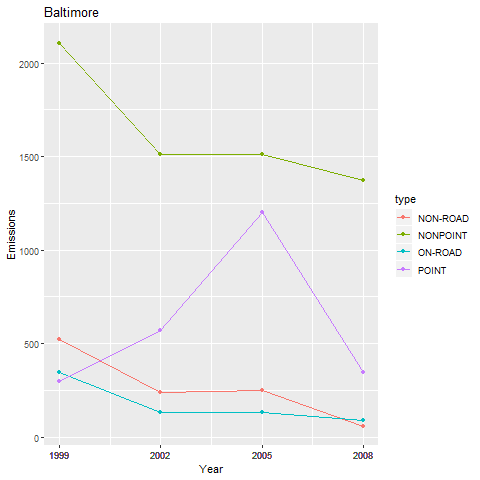 Baltimore
2000
1500
1000
500
0
Emissions
1999 2002 2005 2008
Year
type
NON-ROAD
NONPOINT
ON-ROAD
POINT